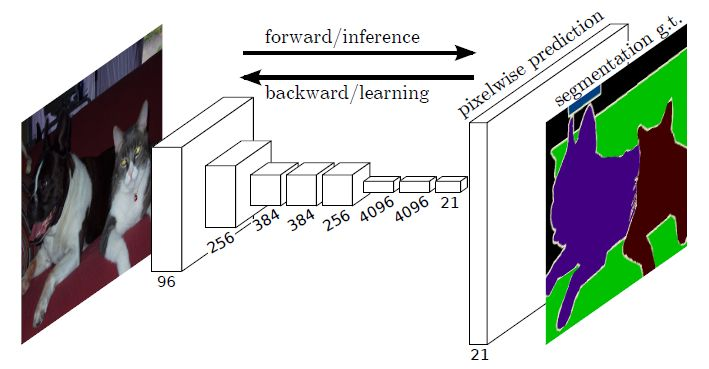 forward/inference
backward/learning
pixelwise prediction
segmentation g.t.
96
256
384
384
256
4096
4096
21
21